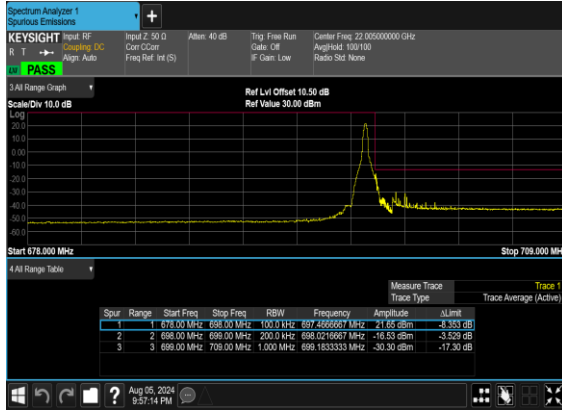 Spectrum Analyzer 1
Spurious Emissions
+
KEYSIGHT Input: RF Input Z: 50 Ω Atten: 40 dB Trig: Free Run Center Freq: 22.005000000 GHz
R T Coupling: DC Corr CCorr Gate: Off Avg|Hold: 100/100
Align: Auto Freq Ref: Int (S) IF Gain: Low Radio Std: None
PASS
3 All Range Graph
Ref Lvl Offset 10.50 dB
Scale/Div 10.0 dB Ref Value 30.00 dBm
Log
20.0
10.0
0.00
-10.0
-20.0
-30.0
-40.0
-50.0
-60.0
Start 678.000 MHz Stop 709.000 MH
4 All Range Table
Measure Trace Trace 1
Trace Type Trace Average (Active)
Spur Range Start Freq Stop Freq RBW Frequency Amplitude ΔLimit
1 1 678.00 MHz 698.00 MHz 100.0 kHz 697.4666667 MHz 21.65 dBm -8.353 dB
2 2 698.00 MHz 699.00 MHz 200.0 kHz 698.0216667 MHz -16.53 dBm -3.529 dB
3 3 699.00 MHz 709.00 MHz 1.000 MHz 699.1833333 MHz -30.30 dBm -17.30 dB
?
Aug 05, 2024
9:57:14 PM